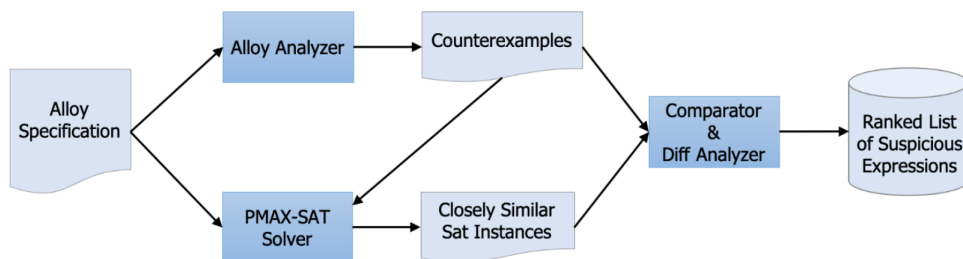 Alloy
Specification
Alloy Analyzer
Counterexamples
PMAX-SAT
Solver
Closely Similar
Sat Instances
Comparator
&
Diff Analyzer
Ranked List
of Suspicious
Expressions